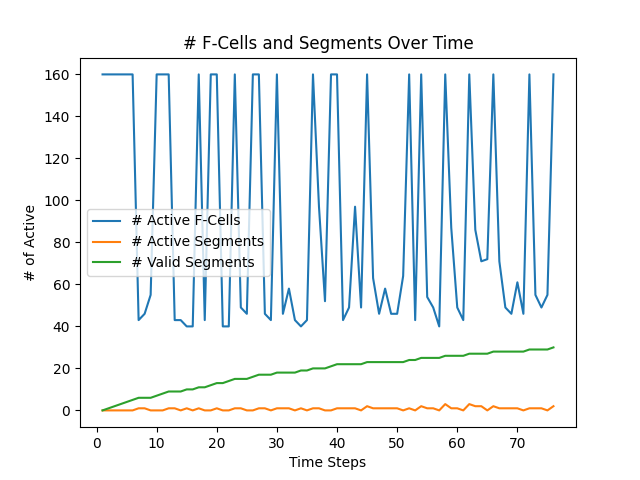 # F-Cells and Segments Over Time
160
140
120
100
80
60
40
20
0
# of Active
# Active F-Cells
# Active Segments
# Valid Segments
0 10 20 30 40 50 60 70
Time Steps